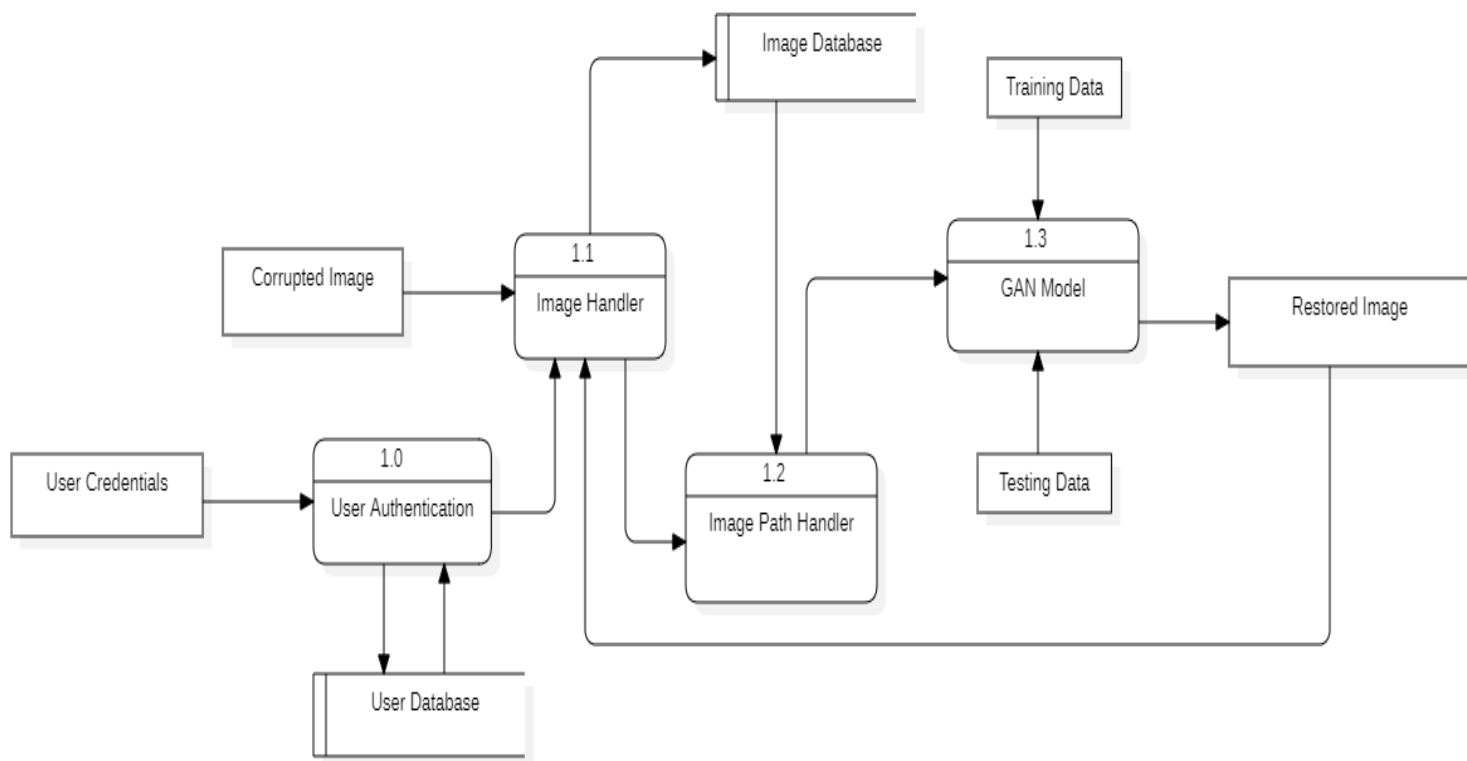 Image Database
Training Data
1.1
Image Handler
1.3
GAN Model
Corrupted Image
Restored Image
1.0
User Authentication
User Credentials
1.2
Image Path Handler
Testing Data
User Database